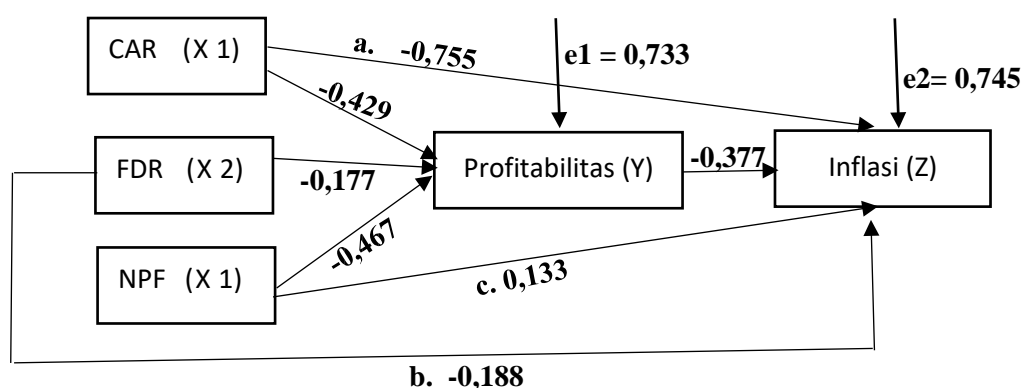 CAR (X 1)
a. -0,755
e1 = 0,733
e2= 0,745
-0,429
FDR (X 2)
-0,177
Profitabilitas (Y)
-0,377
Inflasi (Z)
-0,467
NPF (X 1)
c. 0,133
b. -0,188